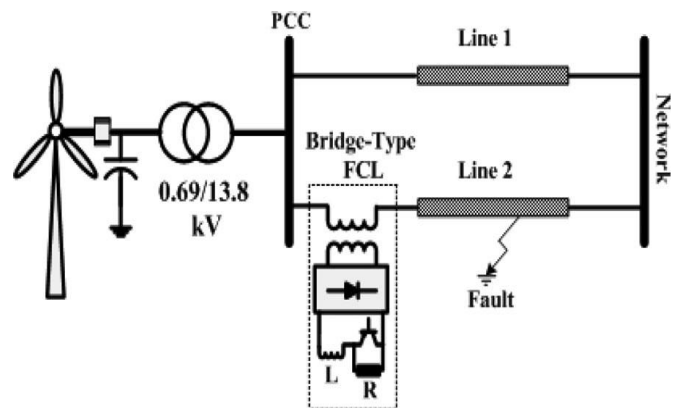 PCC
Line 1
Bridge-Type
FCL
0.69/13.8
kV
Line 2
Network
Fault
L
R